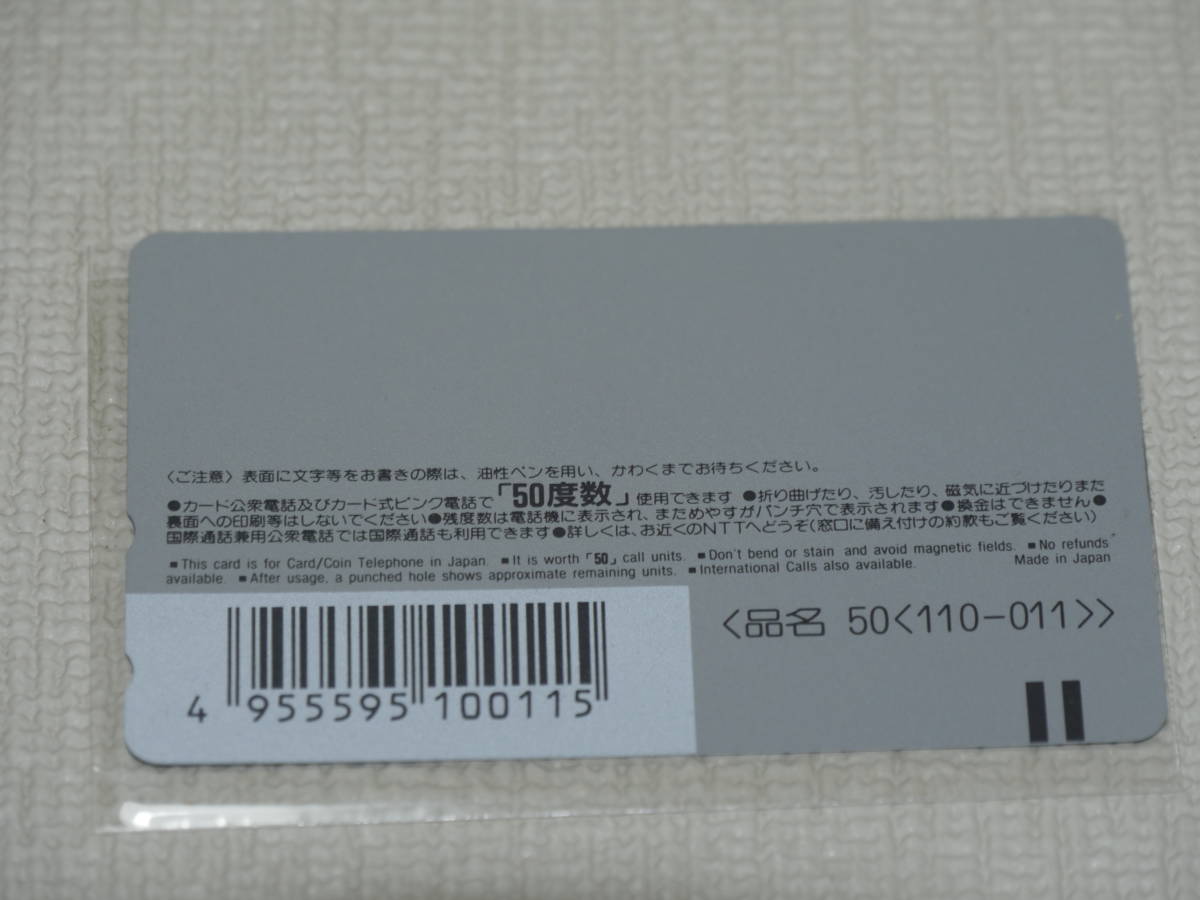 〈ご注意〉表面に文字等をお書きの際は、油性ペンを用い、かわくまでお待ちください。
●カード公衆電話及びカード式ピンク電話で「50度数」使用できます ●折り曲げたり、汚したり、磁気に近づけたりまた
裏面への印刷等はしないでください●残度数は電話機に表示され、まためやすがパンチ穴で表示されます●換金はできません●
国際通話兼用公衆電話では国際通話も利用できます●詳しくは、お近くのNTTへどうぞ(窓口に備え付けの約款もご覧ください)
■This card is for Card/Coin Telephone in Japan. ■It is worth「50」call units. ■Don't bend or stain and avoid magnetic fields. ■No refunds
available. ■After usage, a punched hole shows approximate remaining units. ■International Calls also available. Made in Japan
<品名 50<110-011>>
4 955595 100115